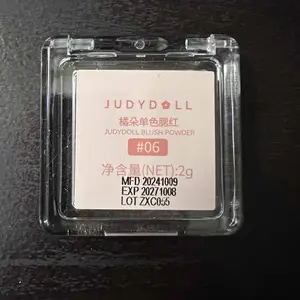 JUDYDOLL
橘朵单色腮红
JUDYDOLL BLUSH POWDER
#06
净含量(NET):2g
MFD 20241009
EXP 20271008
LOT ZXC055